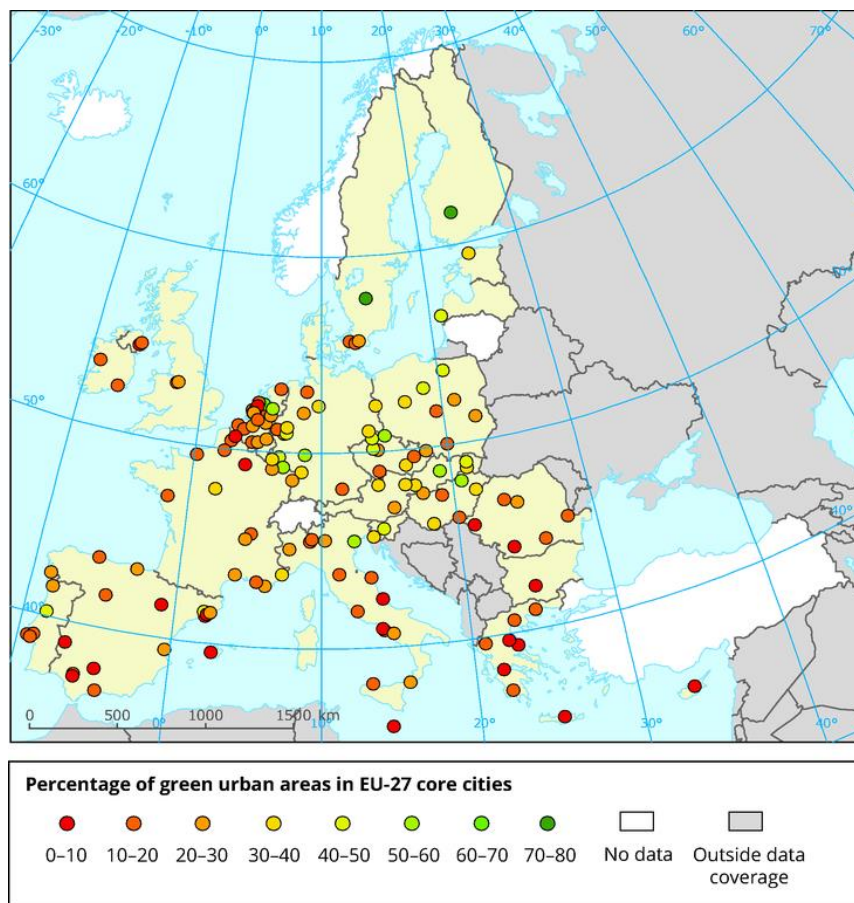 -30° -20° -10° 0° 10° 20° 30° 40° 50° 60° 70°
60°
50°
50°
40°
40°
0 500 1000 1500 km
0° 10° 20° 30° 40°
Percentage of green urban areas in EU-27 core cities
0–10 10–20 20–30 30–40 40–50 50–60 60–70 70–80 No data Outside data
coverage